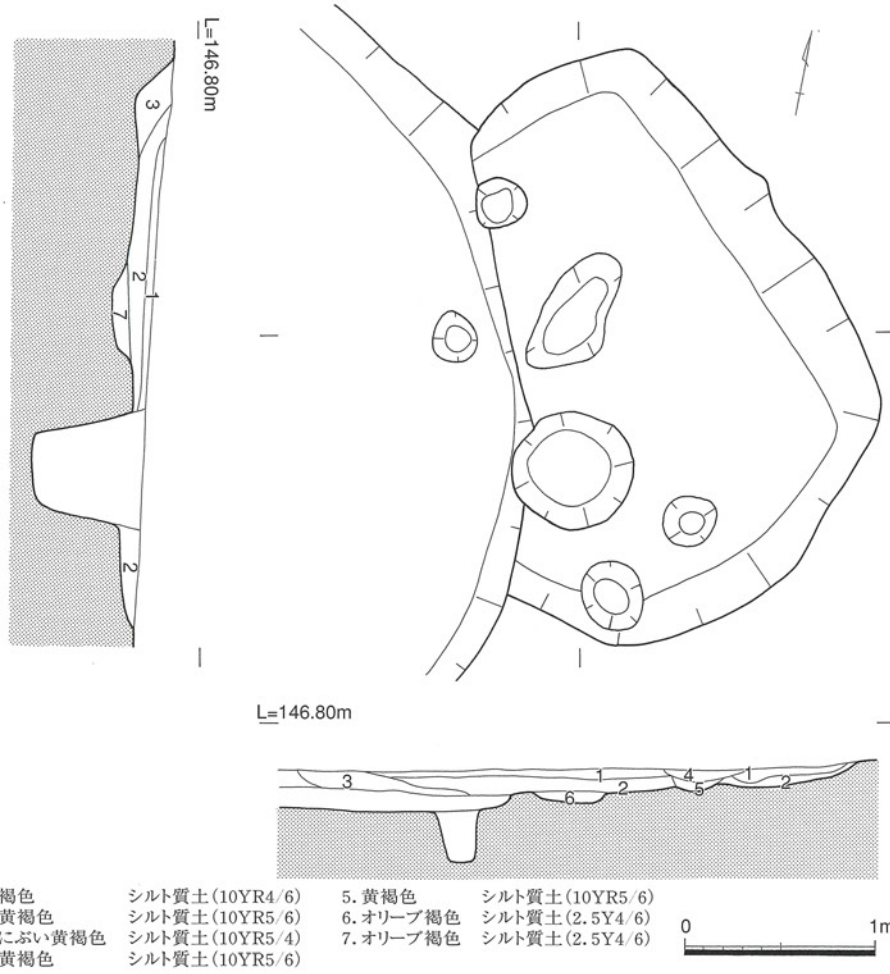 L=146.80m
3
2
1
7
2
L=146.80m
1
4
1
3
2
5
2
6
褐色 シルト質土(10YR4/6)
黄褐色 シルト質土(10YR5/6)
にぶい黄褐色 シルト質土(10YR5/4)
黄褐色 シルト質土(10YR5/6)
5. 黄褐色 シルト質土(10YR5/6)
6. オリーブ褐色 シルト質土(2.5Y4/6)
7. オリーブ褐色 シルト質土(2.5Y4/6)
0 1m